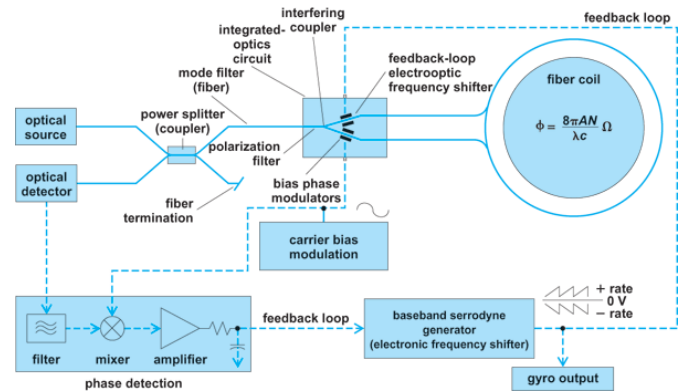 interfering
coupler
feedback loop
integrated-
optics
circuit
feedback-loop
electrooptic
frequency shifter
mode filter
(fiber)
fiber coil
optical
source
power splitter
(coupler)
ϕ = 8πAN / λc Ω
polarization
filter
optical
detector
bias phase
modulators
fiber
termination
carrier bias
modulation
+ rate
0 V
− rate
feedback loop
baseband serrodyne
generator
(electronic frequency shifter)
filter
mixer
amplifier
phase detection
gyro output